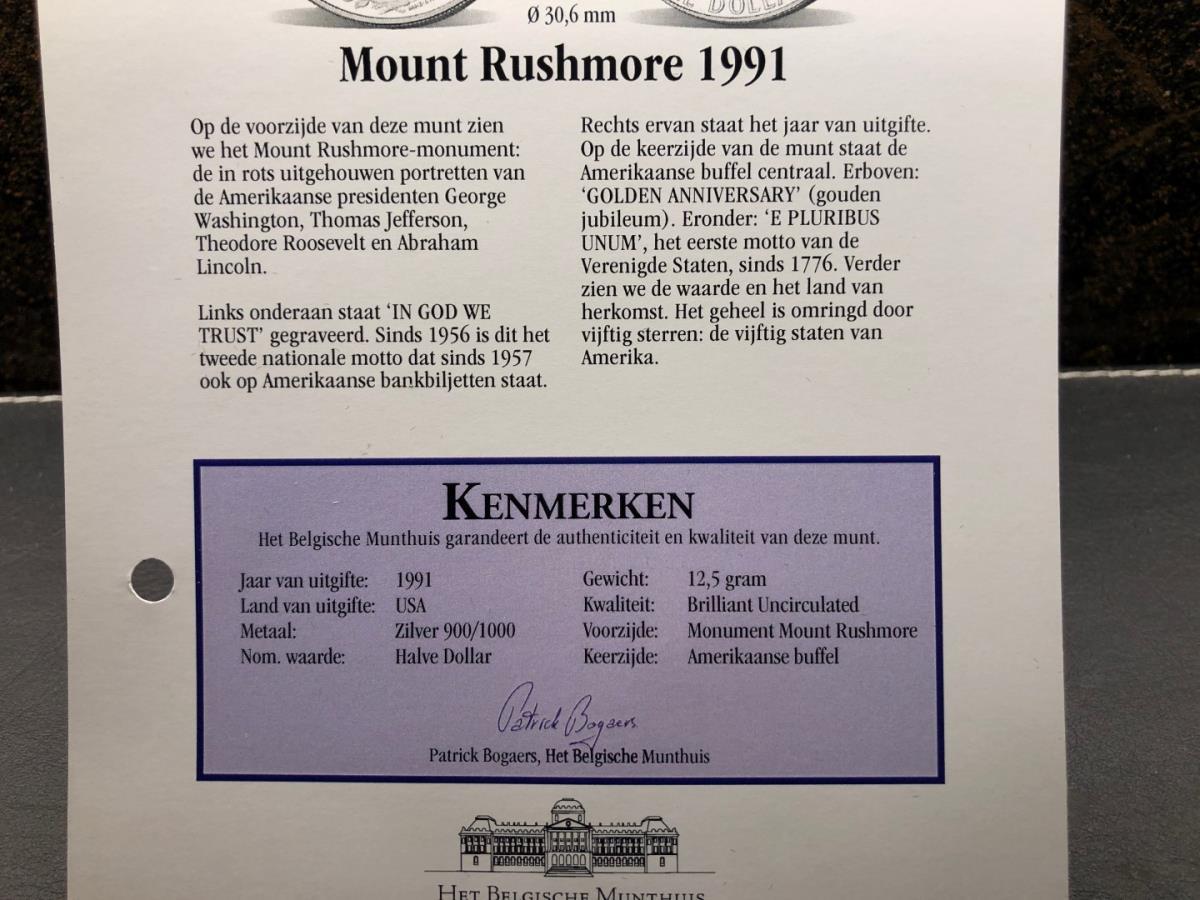 E DOLLA
Ø 30,6 mm
Mount Rushmore 1991
Op de voorzijde van deze munt zien
we het Mount Rushmore-monument:
de in rots uitgehouwen portretten van
de Amerikaanse presidenten George
Washington, Thomas Jefferson,
Theodore Roosevelt en Abraham
Lincoln.
Links onderaan staat ‘IN GOD WE
TRUST’ gegraveerd. Sinds 1956 is dit het
tweede nationale motto dat sinds 1957
ook op Amerikaanse bankbiljetten staat.
Rechts ervan staat het jaar van uitgifte.
Op de keerzijde van de munt staat de
Amerikaanse buffel centraal. Erboven:
‘GOLDEN ANNIVERSARY’ (gouden
jubileum). Eronder: ‘E PLURIBUS
UNUM’, het eerste motto van de
Verenigde Staten, sinds 1776. Verder
zien we de waarde en het land van
herkomst. Het geheel is omringd door
vijftig sterren: de vijftig staten van
Amerika.
KENMERKEN
Het Belgische Munthuis garandeert de authenticiteit en kwaliteit van deze munt.
Jaar van uitgifte: 1991
Land van uitgifte: USA
Metaal: Zilver 900/1000
Nom. waarde: Halve Dollar
Gewicht: 12,5 gram
Kwaliteit: Brilliant Uncirculated
Voorzijde: Monument Mount Rushmore
Keerzijde: Amerikaanse buffel
Patrick Bogaers
Patrick Bogaers, Het Belgische Munthuis
HET BELGISCHE MUNTHUIS